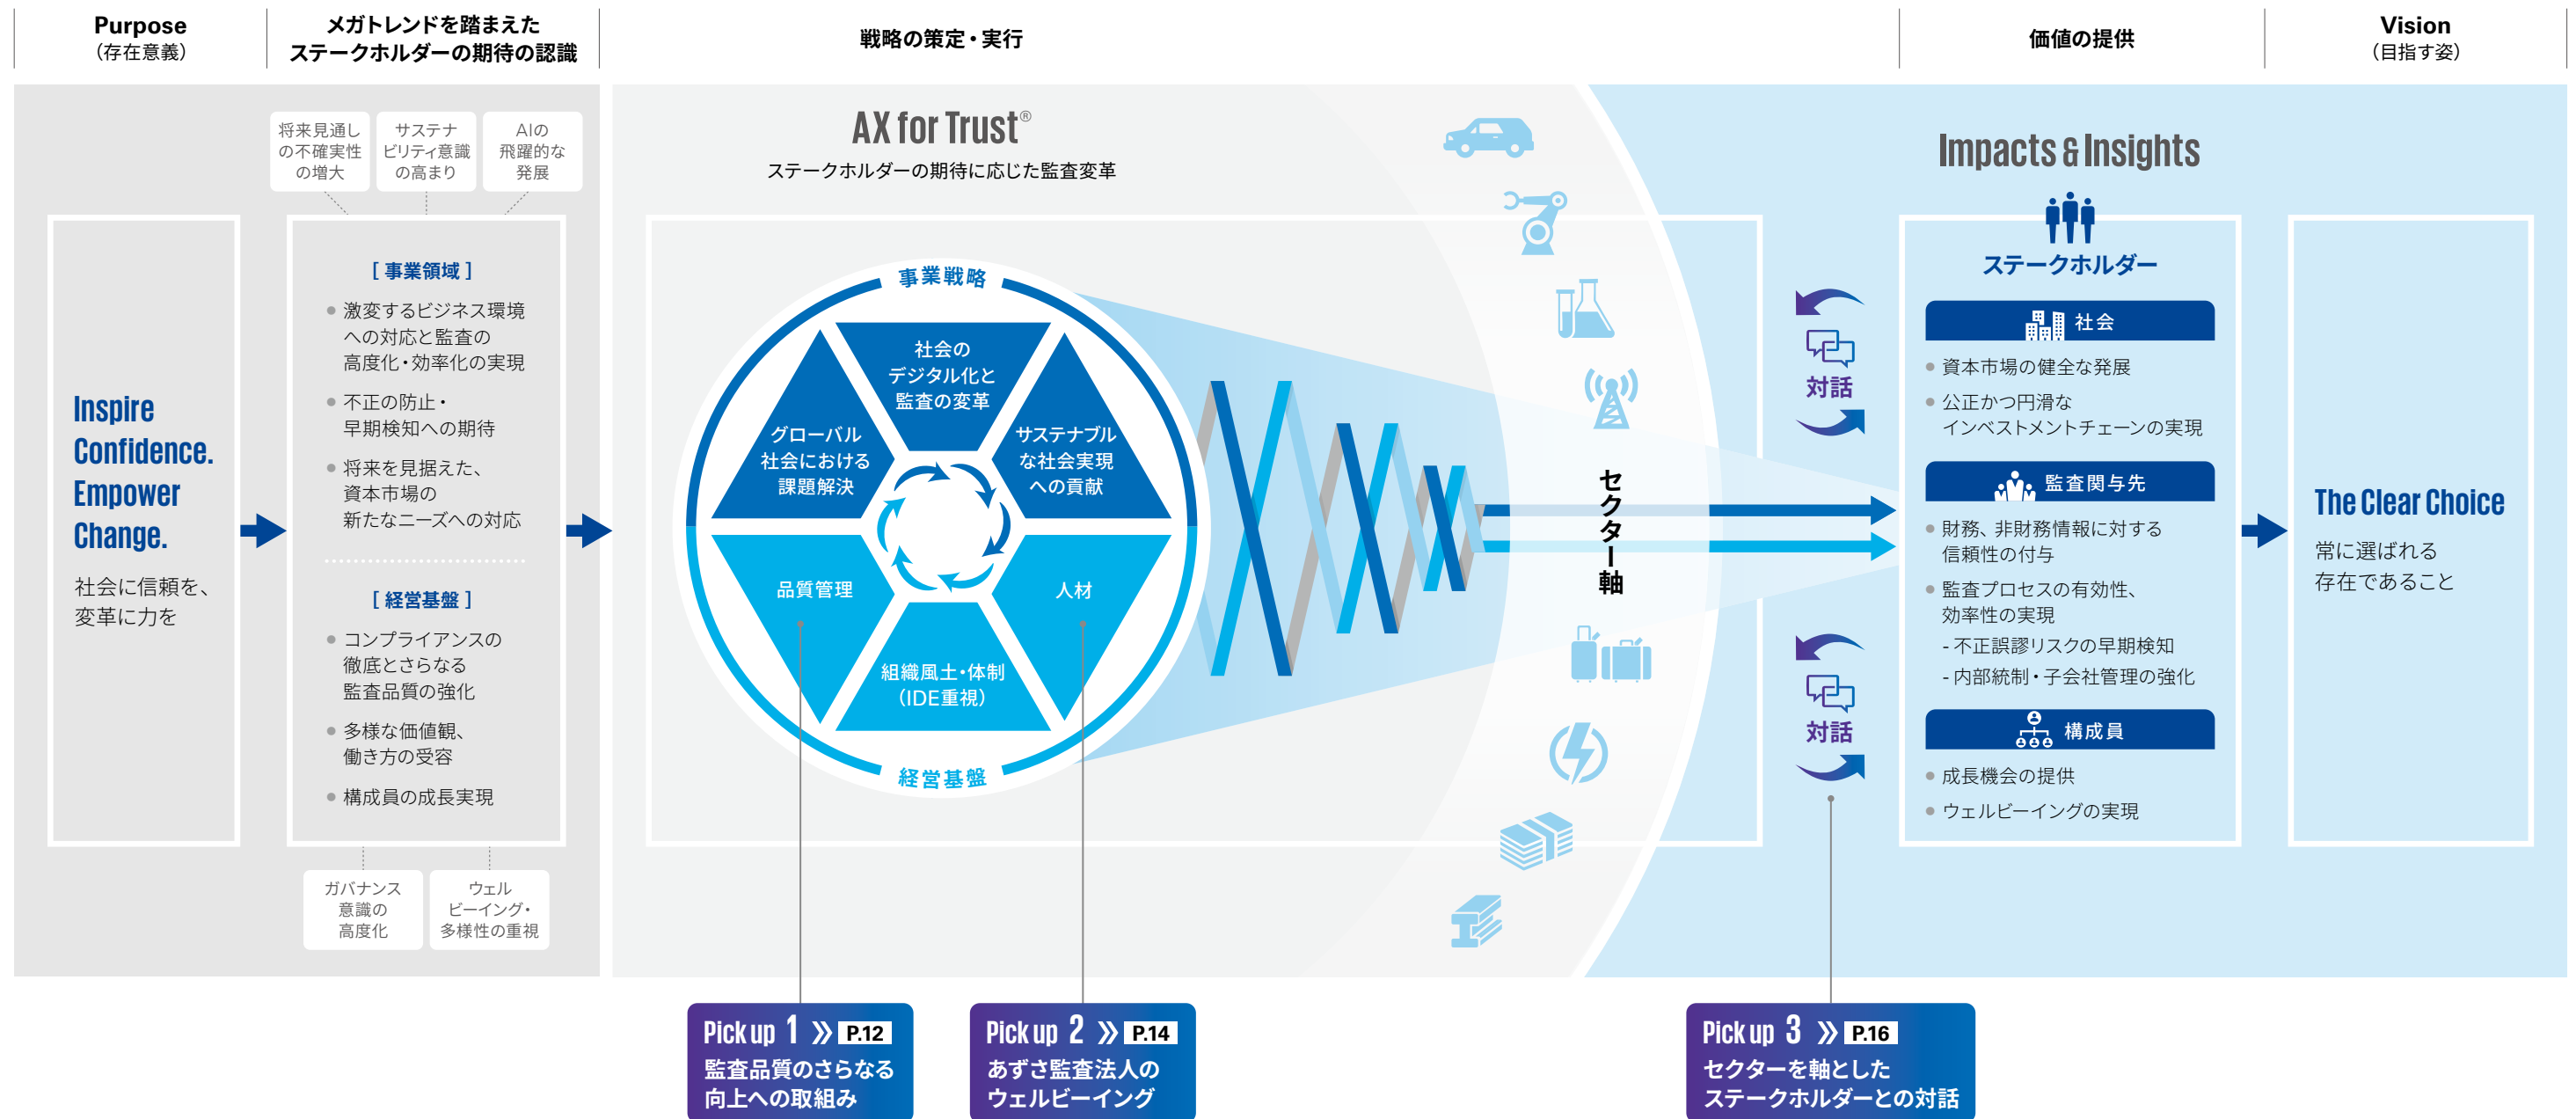 Purpose
（存在意義）
メガトレンドを踏まえた
ステークホルダーの期待の認識
戦略の策定・実行
価値の提供
Vision
（目指す姿）
Inspire
Confidence.
Empower
Change.
社会に信頼を、
変革に力を
将来見通し
の不確実性
の増大
サステナ
ビリティ意識
の高まり
AIの
飛躍的な
発展
［ 事業領域 ］
● 激変するビジネス環境
への対応と監査の
高度化・効率化の実現
● 不正の防止・
早期検知への期待
● 将来を見据えた、
資本市場の
新たなニーズへの対応
［ 経営基盤 ］
● コンプライアンスの
徹底とさらなる
監査品質の強化
● 多様な価値観、
働き方の受容
● 構成員の成長実現
ガバナンス
意識の
高度化
ウェル
ビーイング・
多様性の重視
AX for Trust®
ステークホルダーの期待に応じた監査変革
事業戦略
社会の
デジタル化と
監査の変革
グローバル
社会における
課題解決
サステナブル
な社会実現
への貢献
品質管理
人材
組織風土・体制
（IDE重視）
経営基盤
セクター軸
対話
対話
Impacts & Insights
ステークホルダー
社会
● 資本市場の健全な発展
● 公正かつ円滑な
インベストメントチェーンの実現
監査関与先
● 財務、非財務情報に対する
信頼性の付与
● 監査プロセスの有効性、
効率性の実現
- 不正誤謬リスクの早期検知
- 内部統制・子会社管理の強化
構成員
● 成長機会の提供
● ウェルビーイングの実現
The Clear Choice
常に選ばれる
存在であること
Pick up 1 》 P.12
監査品質のさらなる
向上への取組み
Pick up 2 》 P.14
あずさ監査法人の
ウェルビーイング
Pick up 3 》 P.16
セクターを軸とした
ステークホルダーとの対話